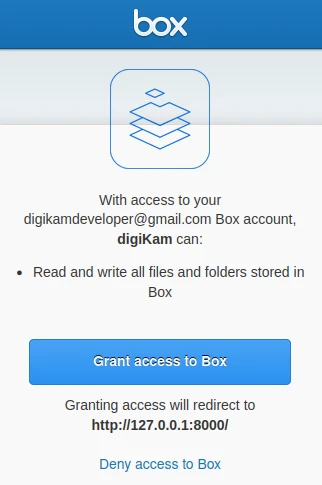 box
With access to your
digikamdeveloper@gmail.com Box account,
digiKam can:
• Read and write all files and folders stored in
Box
Grant access to Box
Granting access will redirect to
http://127.0.0.1:8000/
Deny access to Box